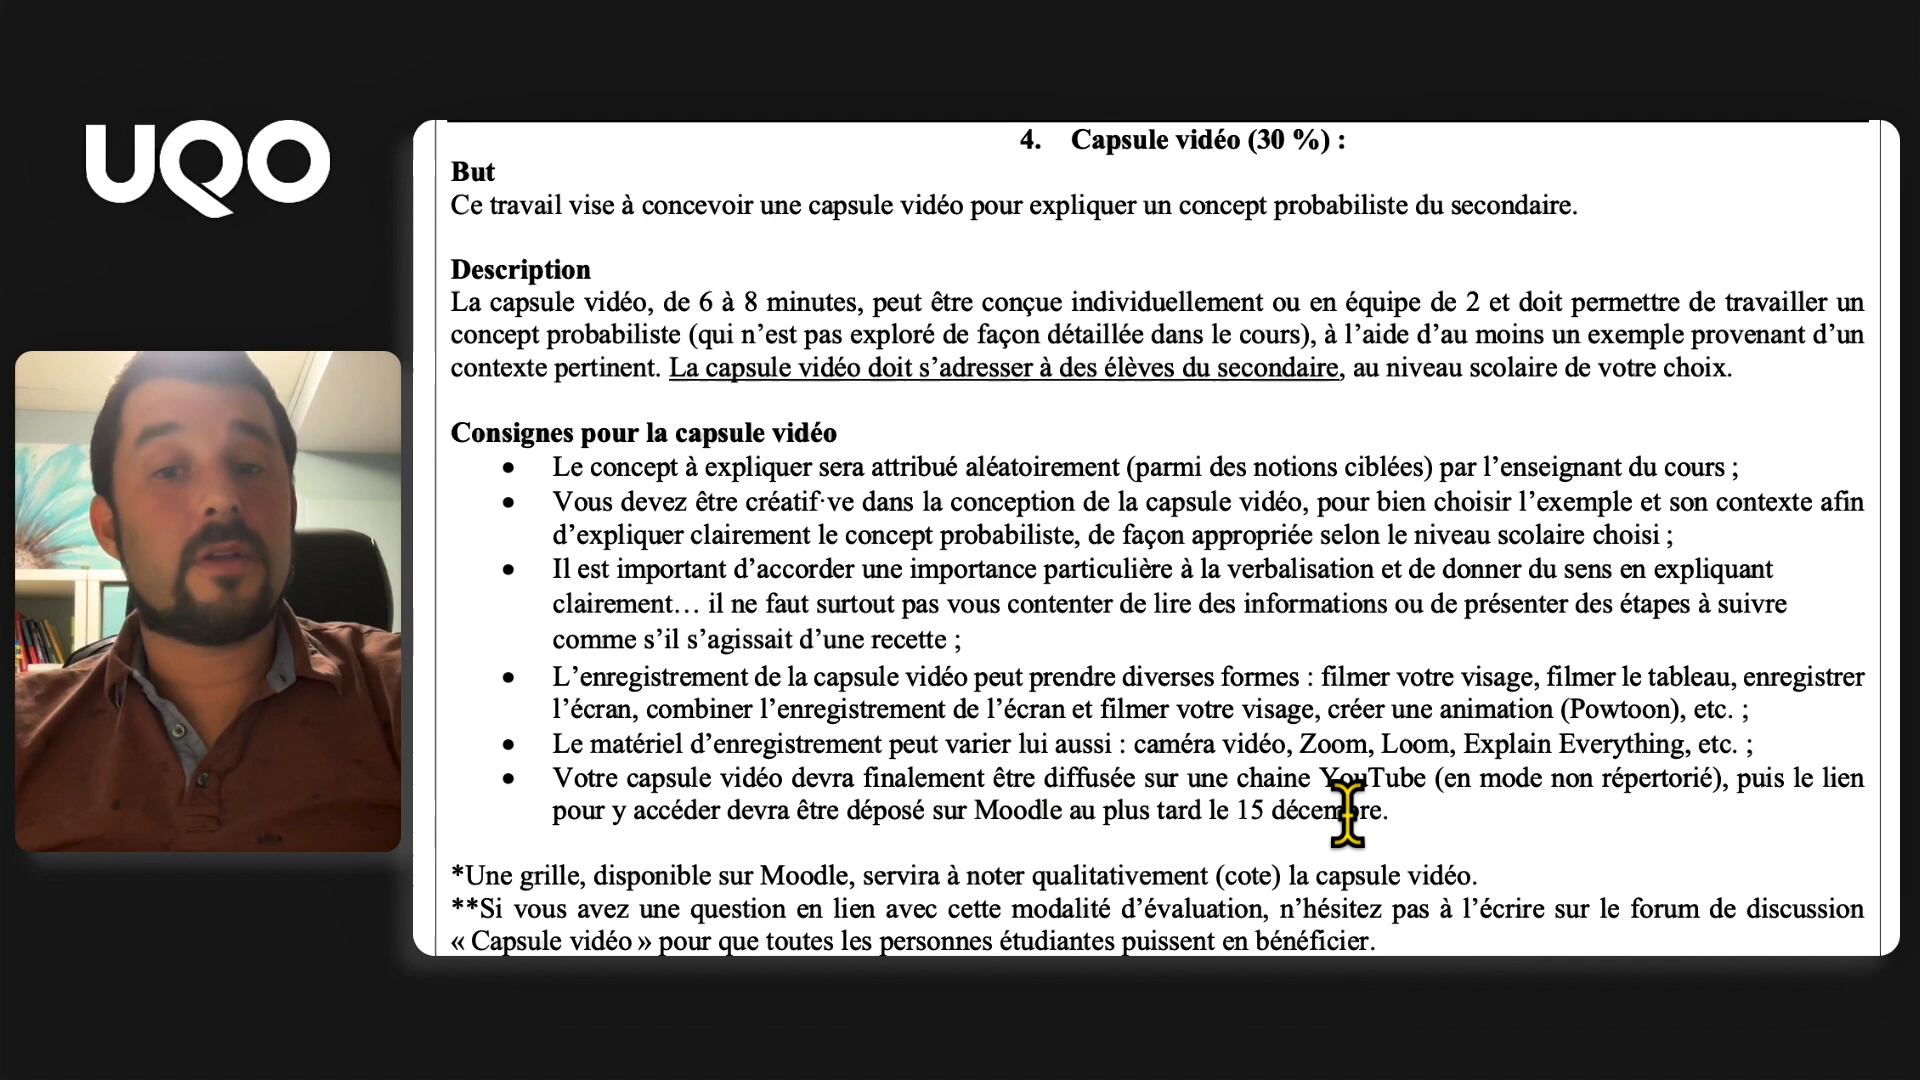 UQO
4. Capsule vidéo (30 %) :
But
Ce travail vise à concevoir une capsule vidéo pour expliquer un concept probabiliste du secondaire.
Description
La capsule vidéo, de 6 à 8 minutes, peut être conçue individuellement ou en équipe de 2 et doit permettre de travailler un
concept probabiliste (qui n’est pas exploré de façon détaillée dans le cours), à l’aide d’au moins un exemple provenant d’un
contexte pertinent. La capsule vidéo doit s’adresser à des élèves du secondaire, au niveau scolaire de votre choix.
Consignes pour la capsule vidéo
• Le concept à expliquer sera attribué aléatoirement (parmi des notions ciblées) par l’enseignant du cours ;
• Vous devez être créatif·ve dans la conception de la capsule vidéo, pour bien choisir l’exemple et son contexte afin
d’expliquer clairement le concept probabiliste, de façon appropriée selon le niveau scolaire choisi ;
• Il est important d’accorder une importance particulière à la verbalisation et de donner du sens en expliquant
clairement… il ne faut surtout pas vous contenter de lire des informations ou de présenter des étapes à suivre
comme s’il s’agissait d’une recette ;
• L’enregistrement de la capsule vidéo peut prendre diverses formes : filmer votre visage, filmer le tableau, enregistrer
l’écran, combiner l’enregistrement de l’écran et filmer votre visage, créer une animation (Powtoon), etc. ;
• Le matériel d’enregistrement peut varier lui aussi : caméra vidéo, Zoom, Loom, Explain Everything, etc. ;
• Votre capsule vidéo devra finalement être diffusée sur une chaine YouTube (en mode non répertorié), puis le lien
pour y accéder devra être déposé sur Moodle au plus tard le 15 décembre.
*Une grille, disponible sur Moodle, servira à noter qualitativement (cote) la capsule vidéo.
**Si vous avez une question en lien avec cette modalité d’évaluation, n’hésitez pas à l’écrire sur le forum de discussion
« Capsule vidéo » pour que toutes les personnes étudiantes puissent en bénéficier.